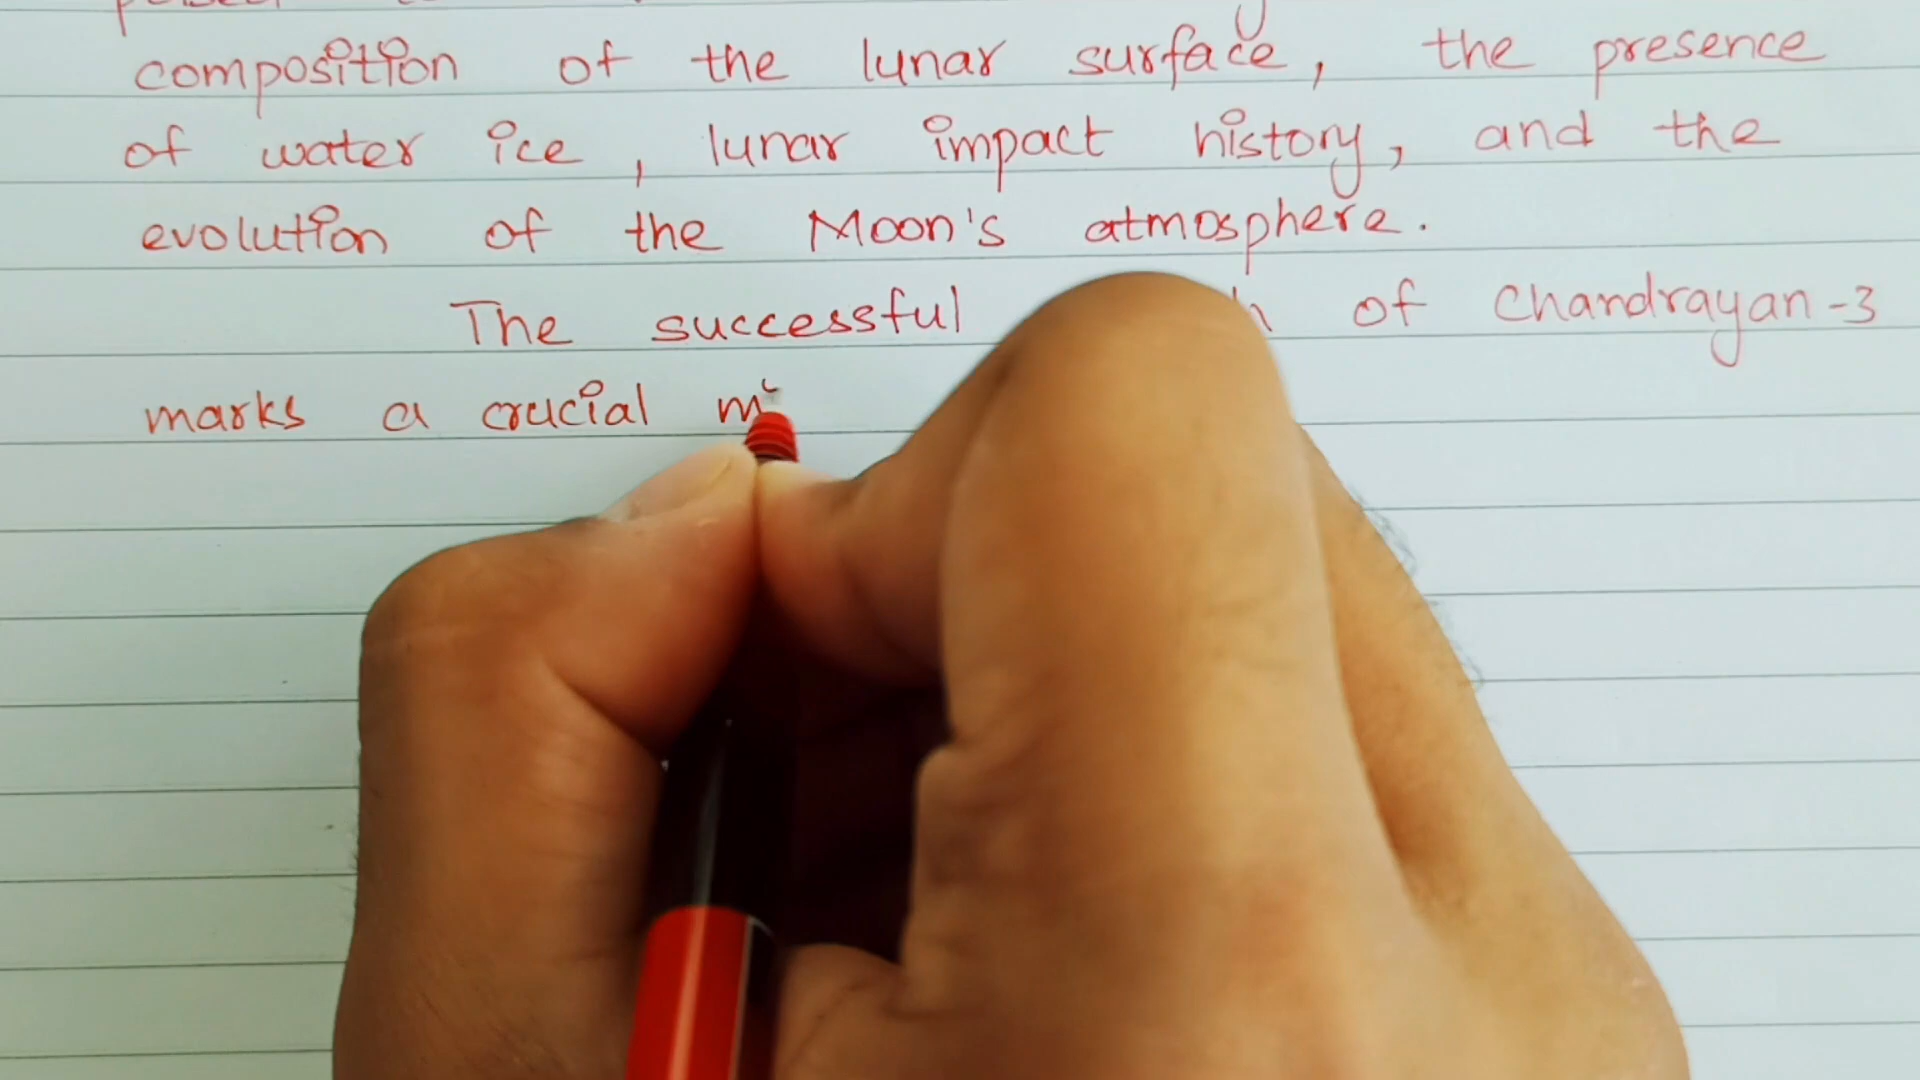 composition of the lunar surface, the presence
of water ice, lunar impact history, and the
evolution of the Moon's atmosphere.
The successful of Chandrayan-3
marks a crucial